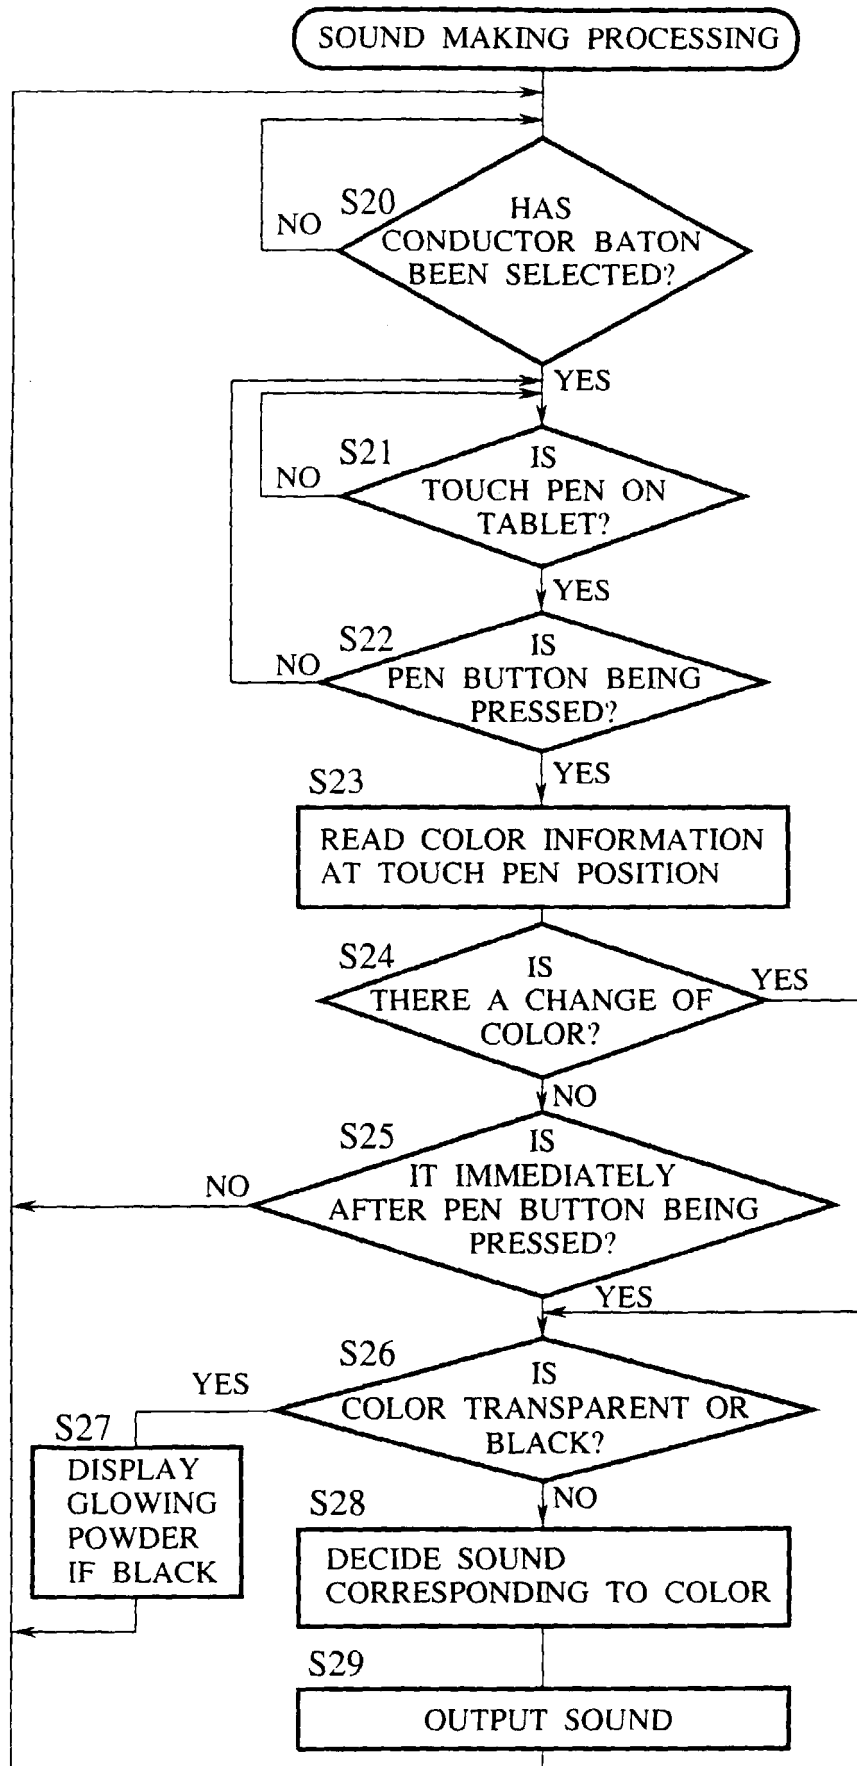 SOUND MAKING PROCESSING
S20
NO
HAS
CONDUCTOR BATON
BEEN SELECTED?
YES
S21
NO
IS
TOUCH PEN ON
TABLET?
YES
S22
NO
IS
PEN BUTTON BEING
PRESSED?
YES
S23
READ COLOR INFORMATION
AT TOUCH PEN POSITION
S24
IS
THERE A CHANGE OF
COLOR?
YES
NO
S25
NO
IS
IT IMMEDIATELY
AFTER PEN BUTTON BEING
PRESSED?
YES
S26
YES
IS
COLOR TRANSPARENT OR
BLACK?
S27
DISPLAY
GLOWING
POWDER
IF BLACK
NO
S28
DECIDE SOUND
CORRESPONDING TO COLOR
S29
OUTPUT SOUND